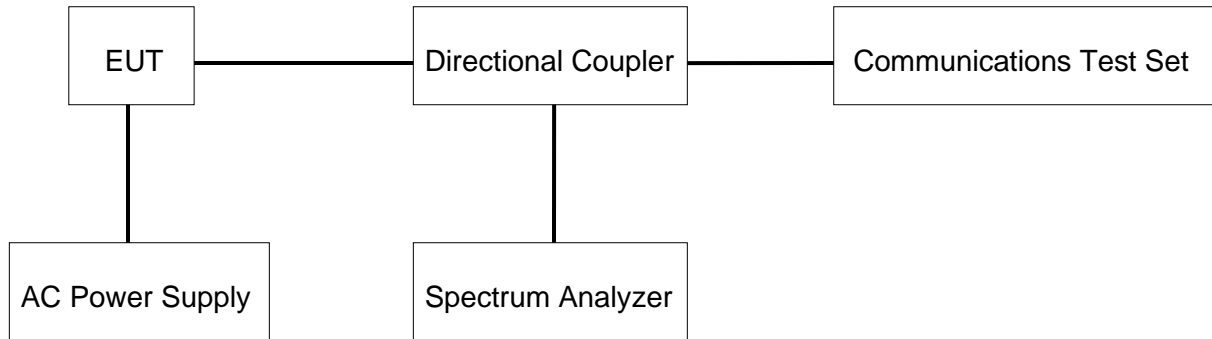 EUT
Directional Coupler
Communications Test Set
AC Power Supply
Spectrum Analyzer